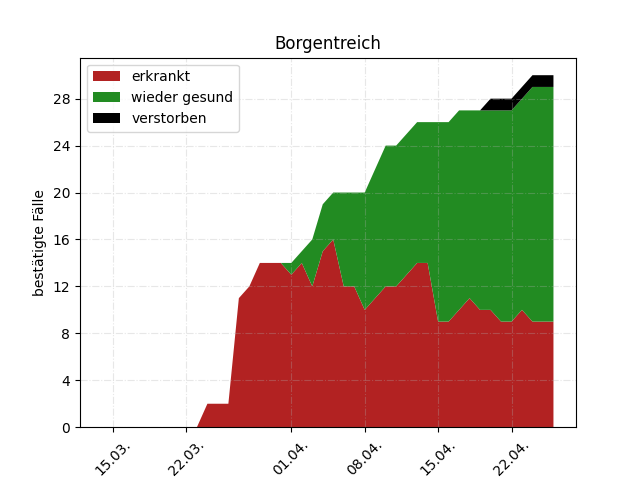 Borgentreich
erkrankt
wieder gesund
verstorben
bestätigte Fälle
28
24
20
16
12
8
4
0
15.03.
22.03.
01.04.
08.04.
15.04.
22.04.